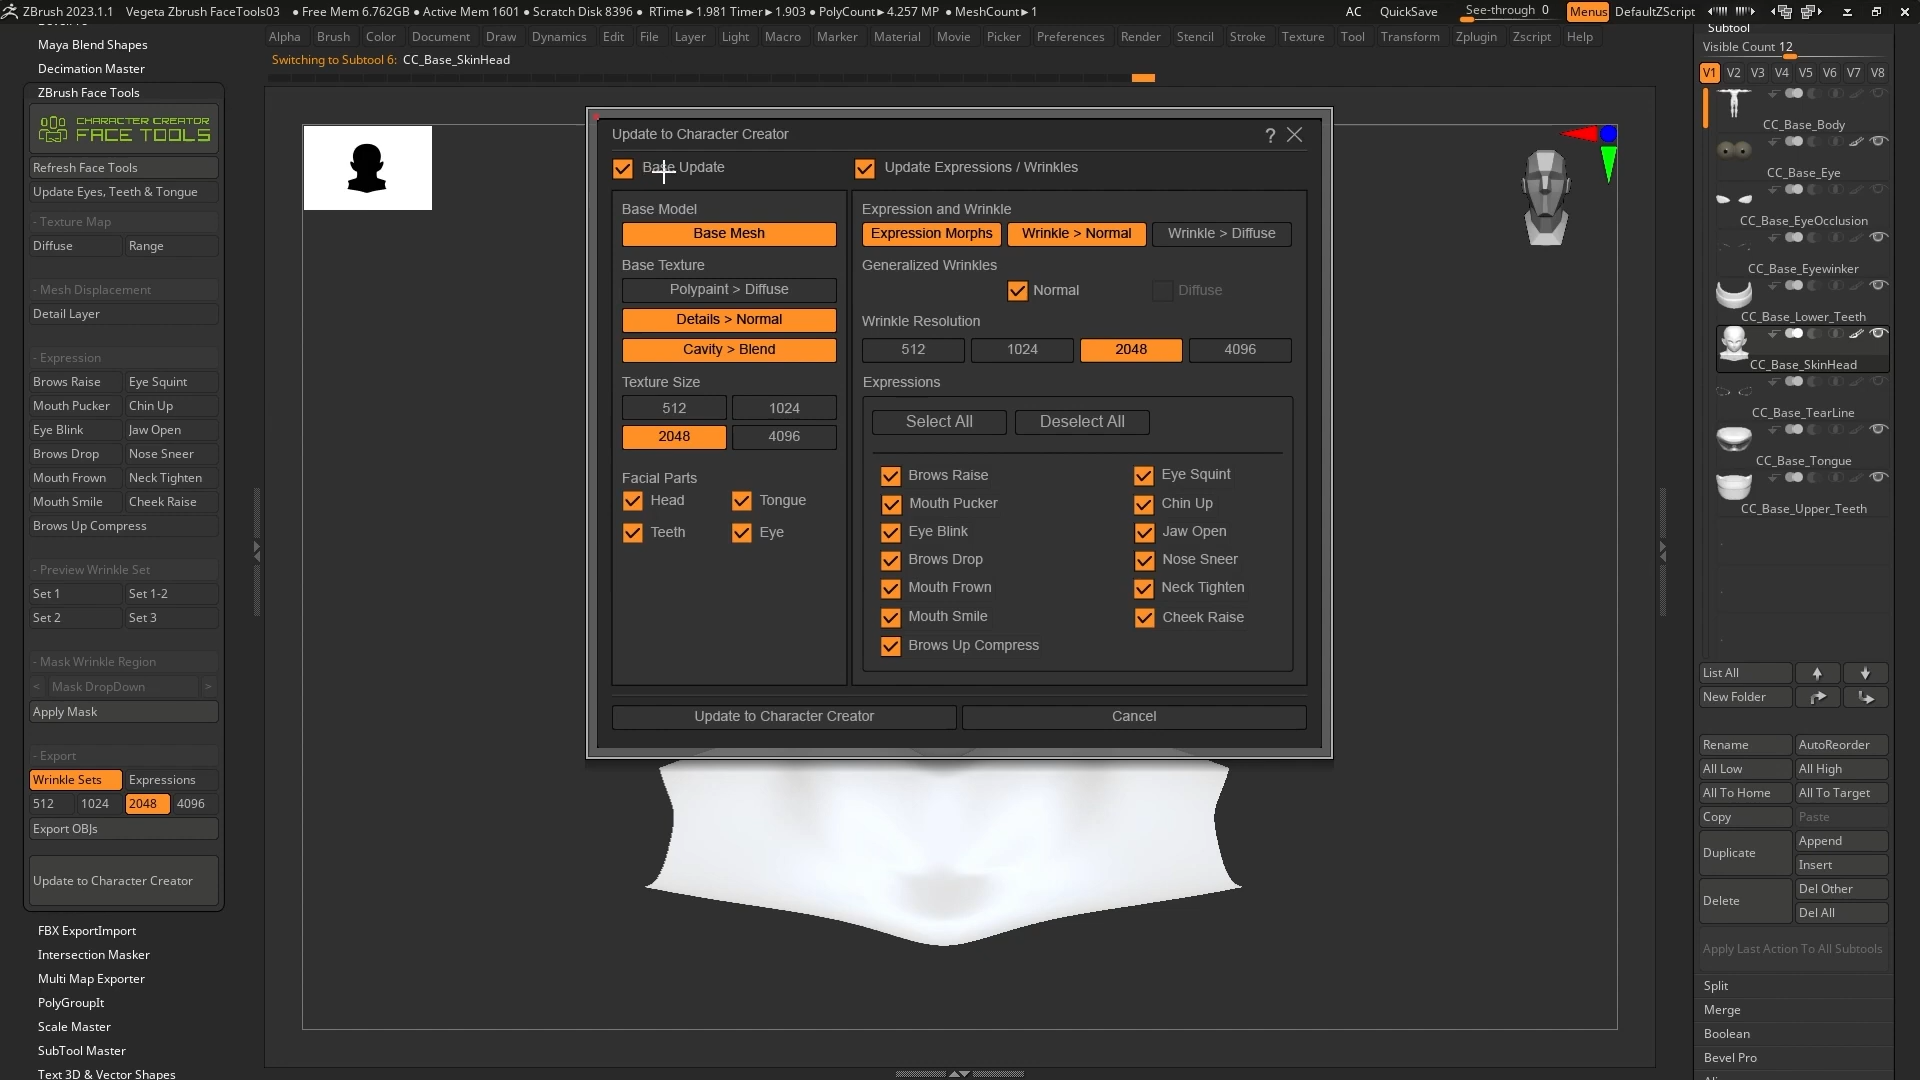 ZBrush 2023.1.1 Vegeta Zbrush FaceTools03 • Free Mem 6.762GB • Active Mem 1601 • Scratch Disk 8396 • RTime►1.981 Timer►1.903 • PolyCount►4.257 MP • MeshCount►1 AC QuickSave See-through 0 Menus DefaultZScript
Alpha Brush Color Document Draw Dynamics Edit File Layer Light Macro Marker Material Movie Picker Preferences Render Stencil Stroke Texture Tool Transform Zplugin Zscript Help
Switching to Subtool 6: CC_Base_SkinHead
Maya Blend Shapes
Decimation Master
ZBrush Face Tools
CHARACTER CREATOR
FACE TOOLS
Refresh Face Tools
Update Eyes, Teeth & Tongue
- Texture Map
Diffuse Range
- Mesh Displacement
Detail Layer
- Expression
Brows Raise Eye Squint
Mouth Pucker Chin Up
Eye Blink Jaw Open
Brows Drop Nose Sneer
Mouth Frown Neck Tighten
Mouth Smile Cheek Raise
Brows Up Compress
- Preview Wrinkle Set
Set 1 Set 1-2
Set 2 Set 3
- Mask Wrinkle Region
< Mask DropDown >
Apply Mask
- Export
Wrinkle Sets Expressions
512 1024 2048 4096
Export OBJs
Update to Character Creator
FBX ExportImport
Intersection Masker
Multi Map Exporter
PolyGroupIt
Scale Master
SubTool Master
Text 3D & Vector Shapes
Update to Character Creator ?
Base Update
Base Model
Base Mesh
Base Texture
Polypaint > Diffuse
Details > Normal
Cavity > Blend
Texture Size
512 1024
2048 4096
Facial Parts
Head Tongue
Teeth Eye
Update Expressions / Wrinkles
Expression and Wrinkle
Expression Morphs Wrinkle > Normal Wrinkle > Diffuse
Generalized Wrinkles
Normal Diffuse
Wrinkle Resolution
512 1024 2048 4096
Expressions
Select All Deselect All
Brows Raise Eye Squint
Mouth Pucker Chin Up
Eye Blink Jaw Open
Brows Drop Nose Sneer
Mouth Frown Neck Tighten
Mouth Smile Cheek Raise
Brows Up Compress
Update to Character Creator Cancel
Subtool
Visible Count 12
V1 V2 V3 V4 V5 V6 V7 V8
CC_Base_Body
CC_Base_Eye
CC_Base_EyeOcclusion
CC_Base_Eyewinker
CC_Base_Lower_Teeth
CC_Base_SkinHead
CC_Base_TearLine
CC_Base_Tongue
CC_Base_Upper_Teeth
List All
New Folder
Rename AutoReorder
All Low All High
All To Home All To Target
Copy Paste
Duplicate Append
Insert
Delete Del Other
Del All
Apply Last Action To All Subtools
Split
Merge
Boolean
Bevel Pro